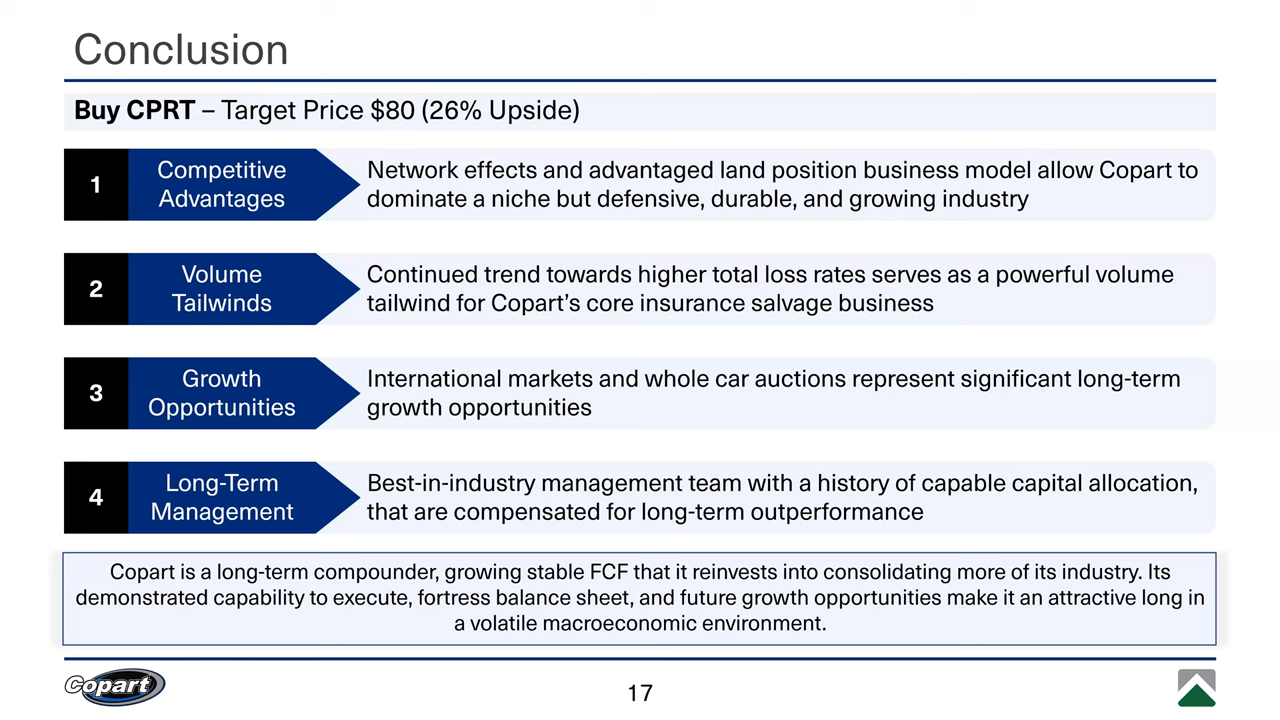 Conclusion
Buy CPRT – Target Price $80 (26% Upside)
1
Competitive
Advantages
Network effects and advantaged land position business model allow Copart to
dominate a niche but defensive, durable, and growing industry
2
Volume
Tailwinds
Continued trend towards higher total loss rates serves as a powerful volume
tailwind for Copart’s core insurance salvage business
3
Growth
Opportunities
International markets and whole car auctions represent significant long-term
growth opportunities
4
Long-Term
Management
Best-in-industry management team with a history of capable capital allocation,
that are compensated for long-term outperformance
Copart is a long-term compounder, growing stable FCF that it reinvests into consolidating more of its industry. Its
demonstrated capability to execute, fortress balance sheet, and future growth opportunities make it an attractive long in
a volatile macroeconomic environment.
Copart
17